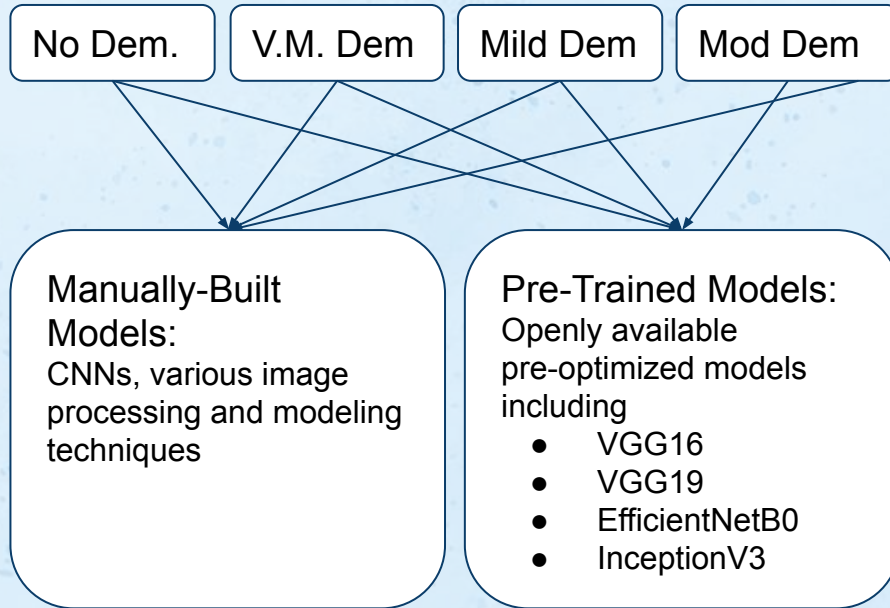 No Dem.
V.M. Dem
Mild Dem
Mod Dem
Manually-Built
Models:
CNNs, various image
processing and modeling
techniques
Pre-Trained Models:
Openly available
pre-optimized models
including
● VGG16
● VGG19
● EfficientNetB0
● InceptionV3